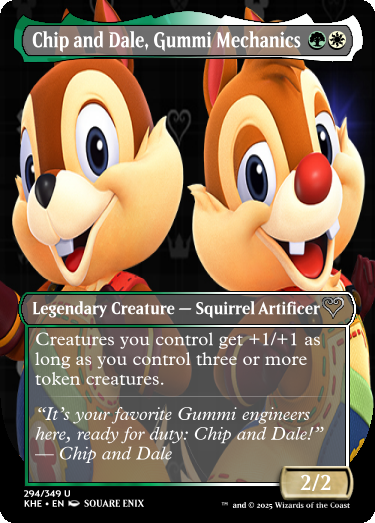 Chip and Dale, Gummi Mechanics
Legendary Creature — Squirrel Artificer
Creatures you control get +1/+1 as
long as you control three or more
token creatures.
“It’s your favorite Gummi engineers
here, ready for duty: Chip and Dale!”
— Chip and Dale
2/2
294/349 U
KHE • EN SQUARE ENIX
™ and © 2025 Wizards of the Coast